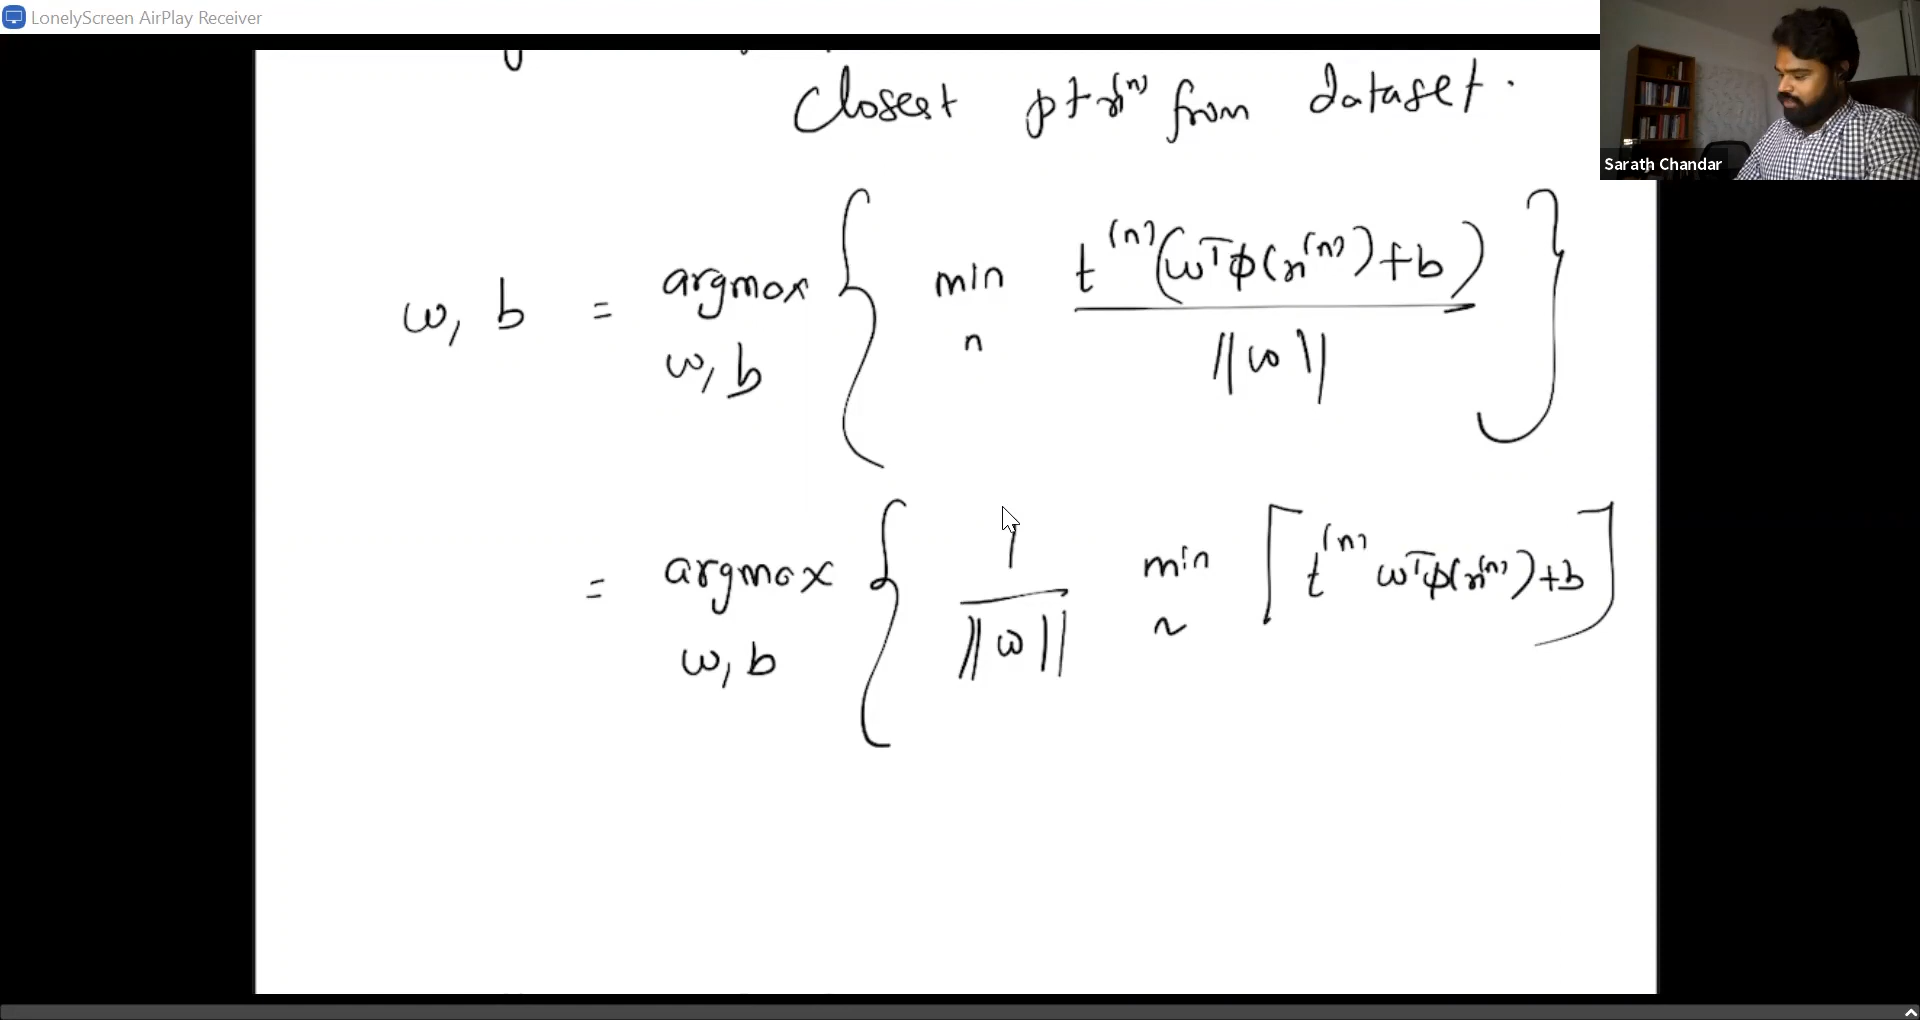 LonelyScreen AirPlay Receiver
Closest pt x^(n) from dataset.
Sarath Chandar
w, b = argmax w, b { min n t^(n)(w^T φ(x^(n)) + b) / ||w|| }
= argmax w, b { 1 / ||w|| min n [ t^(n) w^T φ(x^(n)) + b ]